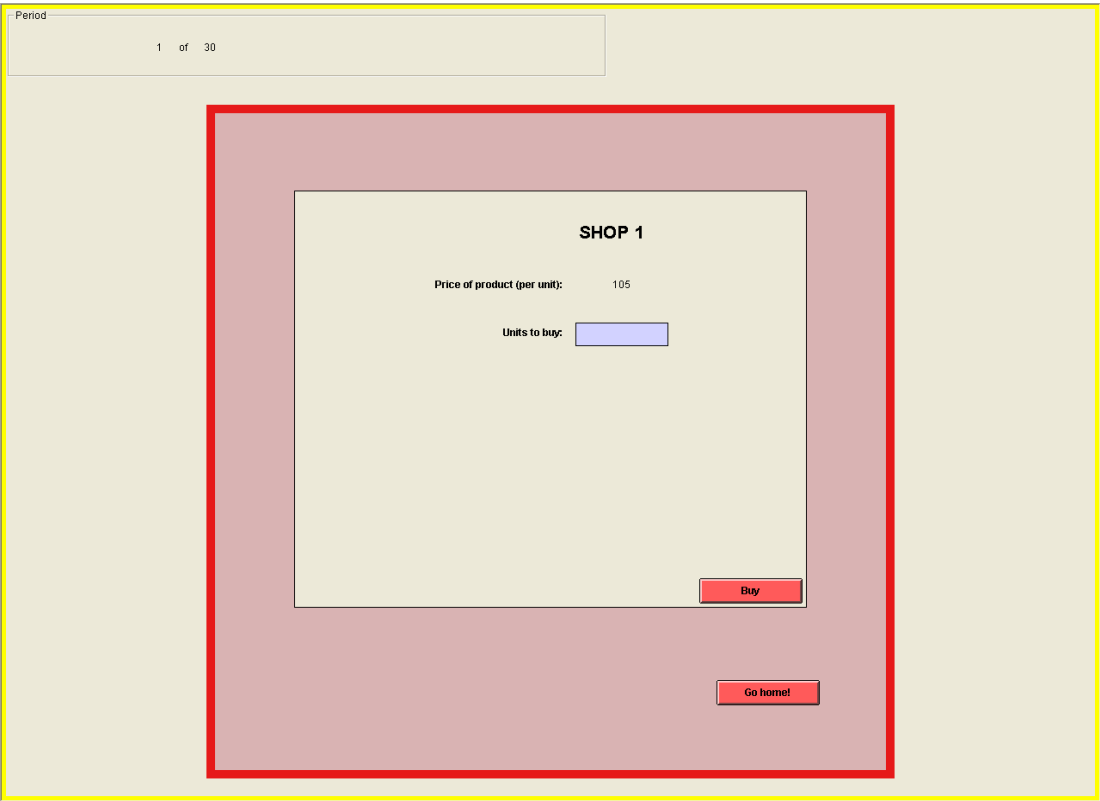 Period
1 of 30
SHOP 1
Price of product (per unit): 105
Units to buy:
Buy
Go home!